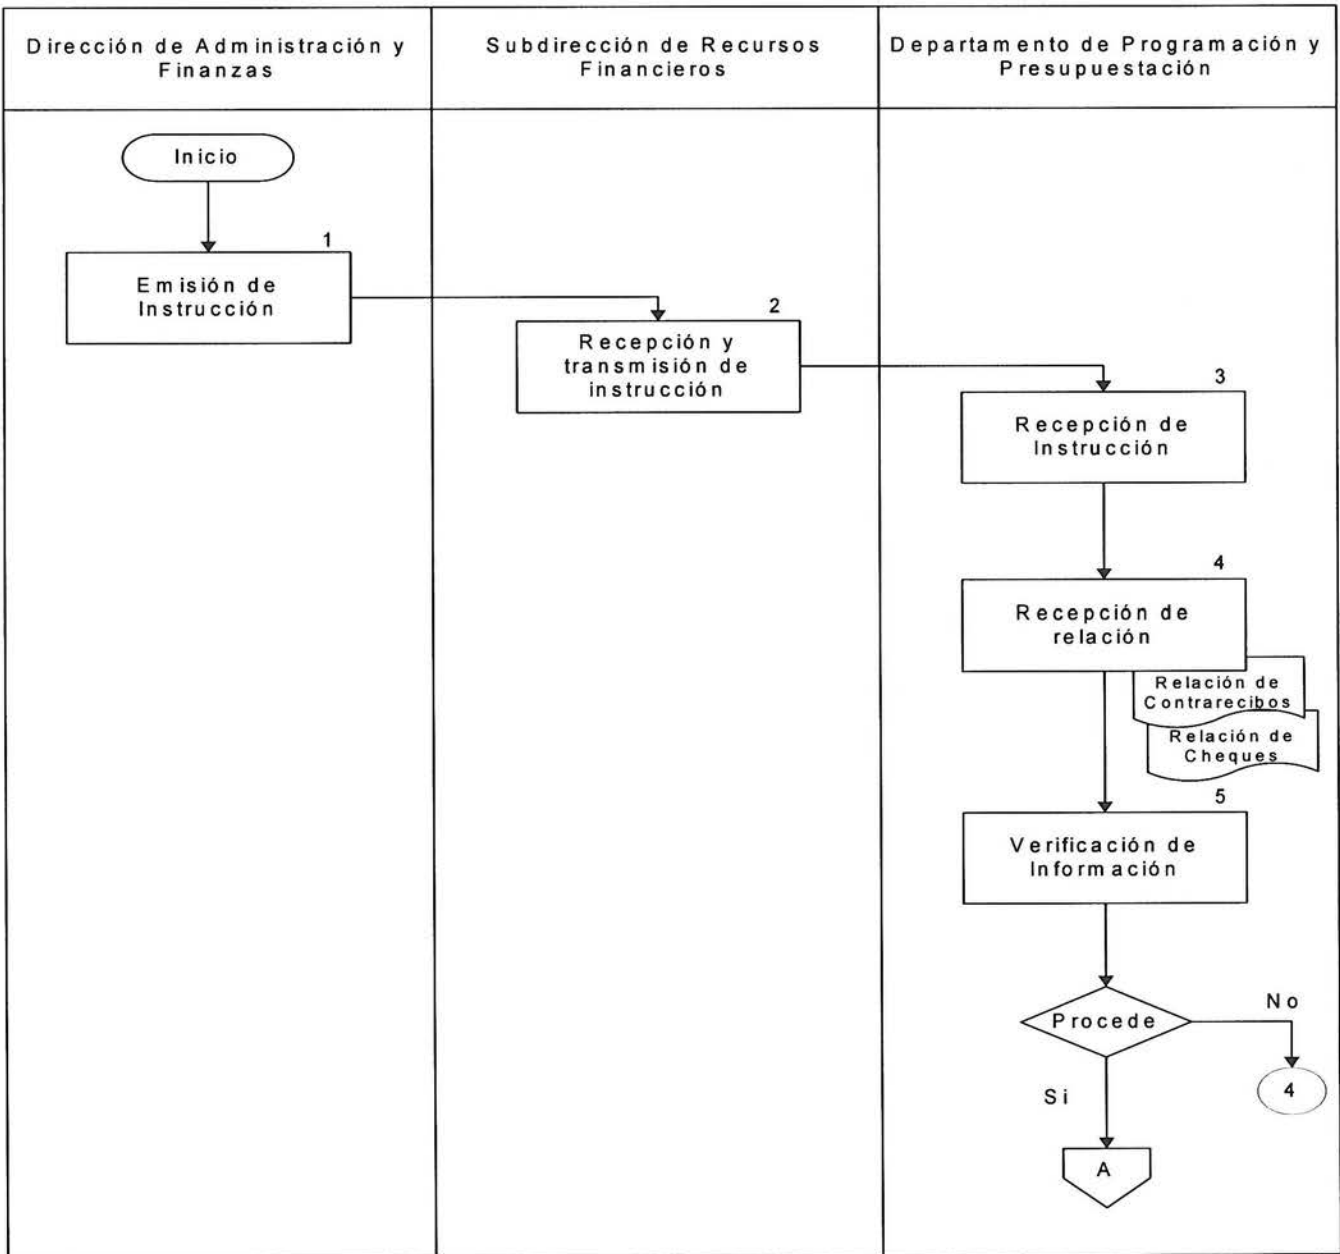 Dirección de Administración y
Finanzas
Subdirección de Recursos
Financieros
Departamento de Programación y
Presupuestación
Inicio
1
Emisión de
Instrucción
2
Recepción y
transmisión de
instrucción
3
Recepción de
Instrucción
4
Recepción de
relación
Relación de
Contrarecibos
Relación de
Cheques
5
Verificación de
Información
Procede
No
4
Si
A